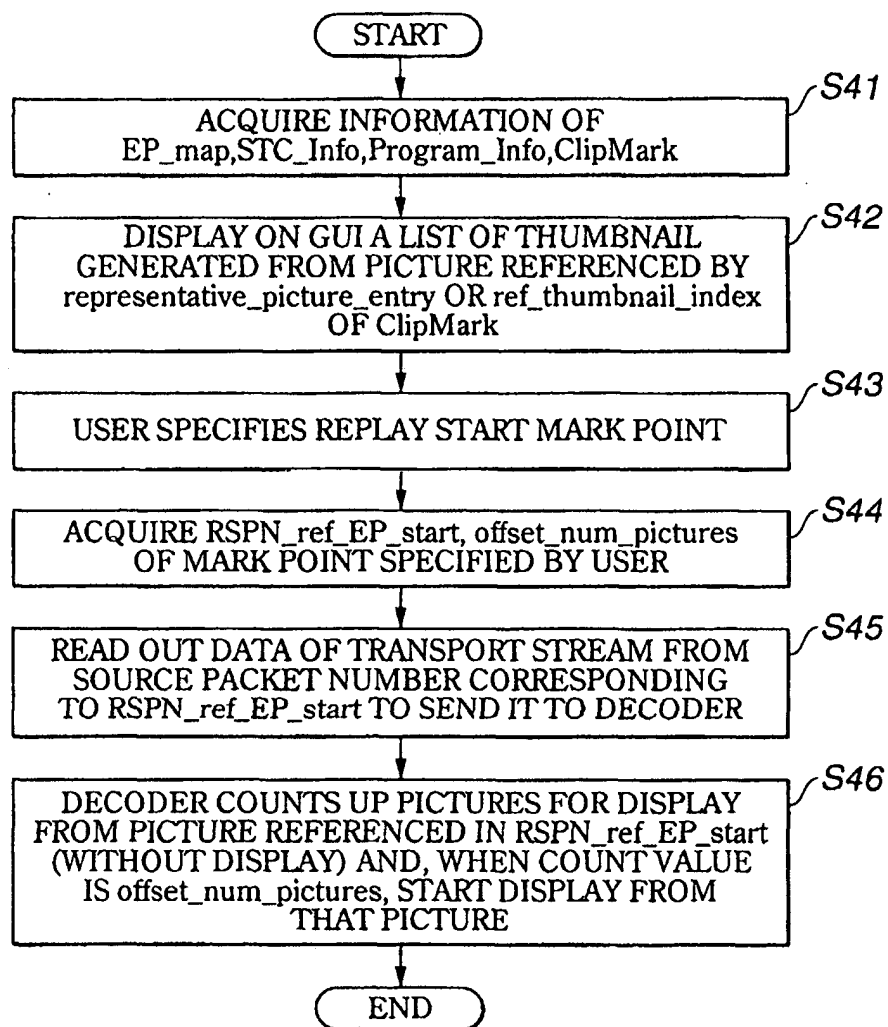 START
S41
ACQUIRE INFORMATION OF
EP_map,STC_Info,Program_Info,ClipMark
S42
DISPLAY ON GUI A LIST OF THUMBNAIL
GENERATED FROM PICTURE REFERENCED BY
representative_picture_entry OR ref_thumbnail_index
OF ClipMark
S43
USER SPECIFIES REPLAY START MARK POINT
S44
ACQUIRE RSPN_ref_EP_start, offset_num_pictures
OF MARK POINT SPECIFIED BY USER
S45
READ OUT DATA OF TRANSPORT STREAM FROM
SOURCE PACKET NUMBER CORRESPONDING
TO RSPN_ref_EP_start TO SEND IT TO DECODER
S46
DECODER COUNTS UP PICTURES FOR DISPLAY
FROM PICTURE REFERENCED IN RSPN_ref_EP_start
(WITHOUT DISPLAY) AND, WHEN COUNT VALUE
IS offset_num_pictures, START DISPLAY FROM
THAT PICTURE
END